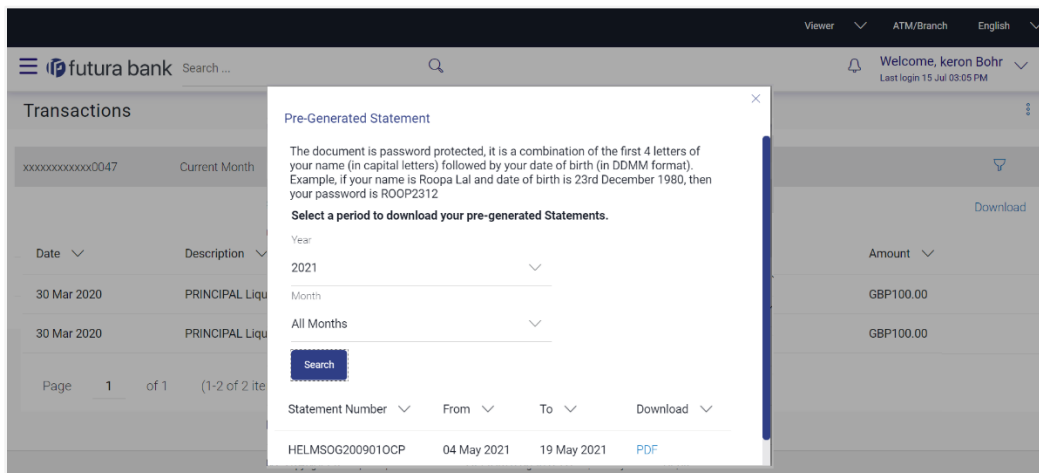 Viewer ATM/Branch English
futura bank Search ... Welcome, keron Bohr
Last login 15 Jul 03:05 PM
Transactions
Pre-Generated Statement
The document is password protected, it is a combination of the first 4 letters of
your name (in capital letters) followed by your date of birth (in DDMM format).
Example, if your name is Roopa Lal and date of birth is 23rd December 1980, then
your password is ROOP2312
xxxxxxxxxxxx0047 Current Month
Select a period to download your pre-generated Statements.
Download
Year
2021
Date Description Amount
Month
30 Mar 2020 PRINCIPAL Liqu GBP100.00
All Months
30 Mar 2020 PRINCIPAL Liqu GBP100.00
Search
Page 1 of 1 (1-2 of 2 ite
Statement Number From To Download
HELMSOG200901OCP 04 May 2021 19 May 2021 PDF